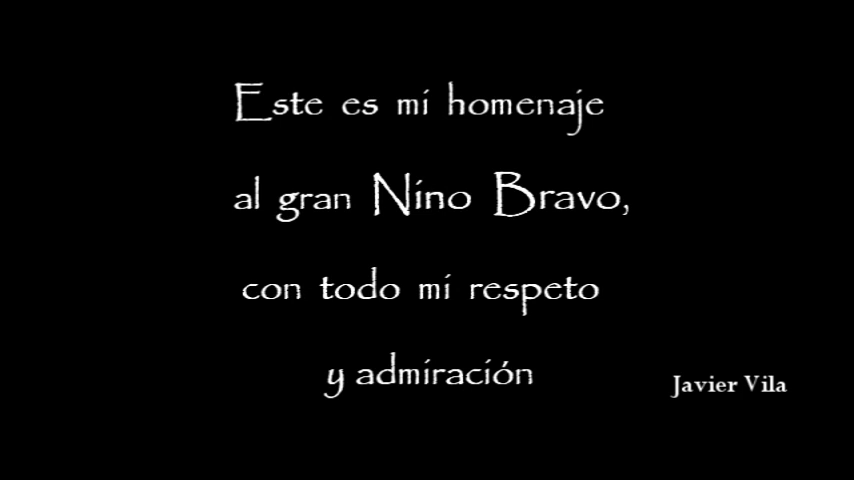 Este es mi homenaje
al gran Nino Bravo,
con todo mi respeto
y admiración
Javier Vila